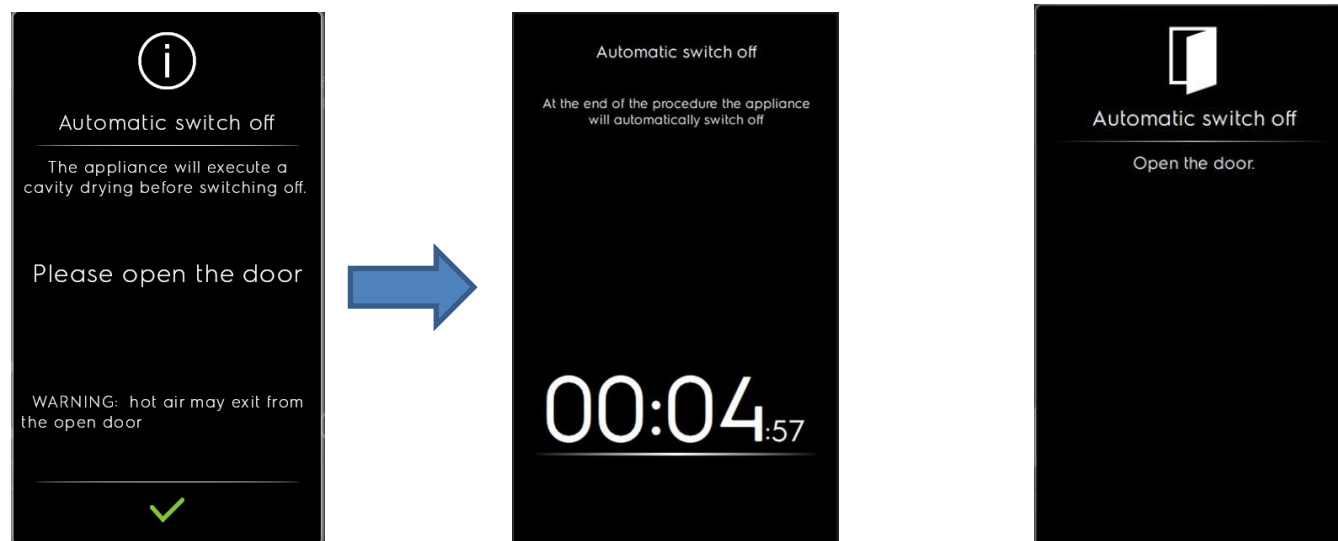 Automatic switch off
The appliance will execute a
cavity drying before switching off.
Please open the door
WARNING: hot air may exit from
the open door
Automatic switch off
At the end of the procedure the appliance
will automatically switch off
00:04:57
Automatic switch off
Open the door.